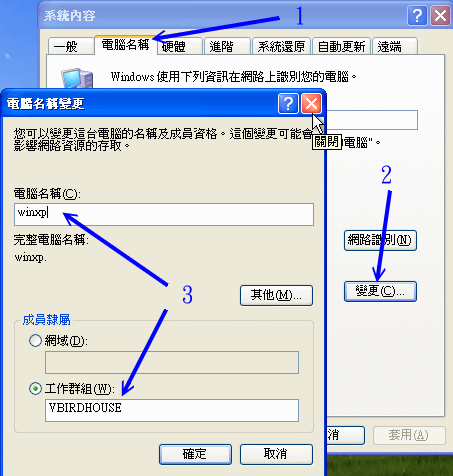 系統內容
1
一般 電腦名稱 硬體 進階 系統還原 自動更新 遠端
Windows 使用下列資訊在網路上識別您的電腦。
電腦名稱變更
您可以變更這台電腦的名稱及成員資格。這個變更可能會
影響網路資源的存取。
關閉
電腦"。
2
電腦名稱(C):
winxp
完整電腦名稱:
winxp.
網路識別(N)
變更(C)...
3
其他(M)...
成員隸屬
網域(D):
工作群組(W):
VBIRDHOUSE
確定 取消
消 套用(A)